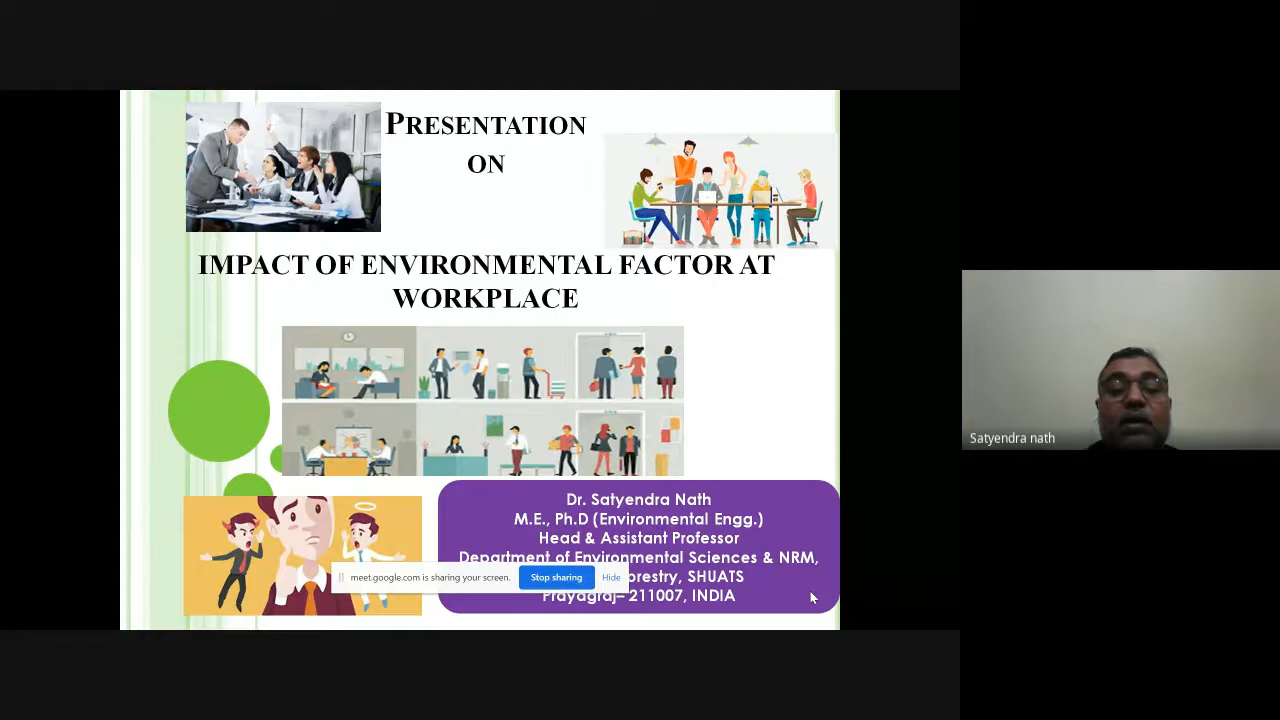 PRESENTATION
ON
IMPACT OF ENVIRONMENTAL FACTOR AT
WORKPLACE
Dr. Satyendra Nath
M.E., Ph.D (Environmental Engg.)
Head & Assistant Professor
Department of Environmental Sciences & NRM,
orestry, SHUATS
Prayagraj– 211007, INDIA
meet.google.com is sharing your screen.
Stop sharing
Hide
Satyendra nath